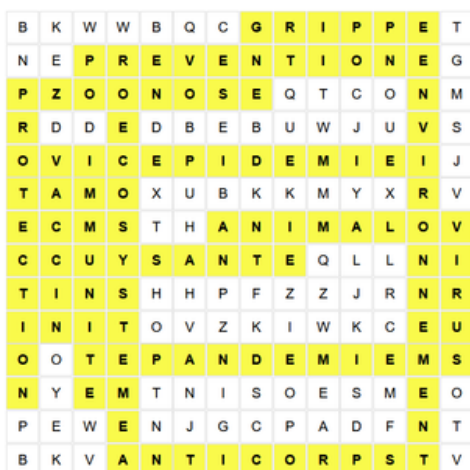 B K W W B Q C G R I P P E T
N E P R E V E N T I O N E G
P Z O O N O S E Q T C O N M
R D D E D B E B U W J U V S
O V I C E P I D E M I E I J
T A M O X U B K K M Y X R V
E C M S T H A N I M A L O V
C C U Y S A N T E Q L L N I
T I N S H H P F Z Z J R N R
I N I T O V Z K I W K C E U
O O T E P A N D E M I E M S
N Y E M T N I S O E S M E O
P E W E N J G C P A D F N T
B K V A N T I C O R P S T V